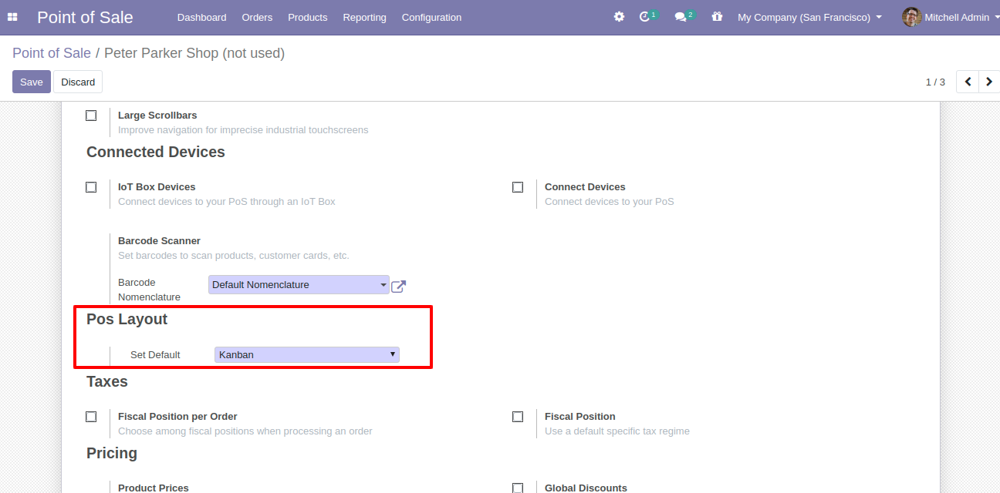 Point of Sale Dashboard Orders Products Reporting Configuration 1 2 My Company (San Francisco) Mitchell Admin
Point of Sale / Peter Parker Shop (not used)
Save Discard 1 / 3
Large Scrollbars
Improve navigation for imprecise industrial touchscreens
Connected Devices
IoT Box Devices Connect Devices
Connect devices to your PoS through an IoT Box Connect devices to your PoS
Barcode Scanner
Set barcodes to scan products, customer cards, etc.
Barcode Default Nomenclature
Nomenclature
Pos Layout
Set Default Kanban
Taxes
Fiscal Position per Order Fiscal Position
Choose among fiscal positions when processing an order Use a default specific tax regime
Pricing
Product Prices Global Discounts